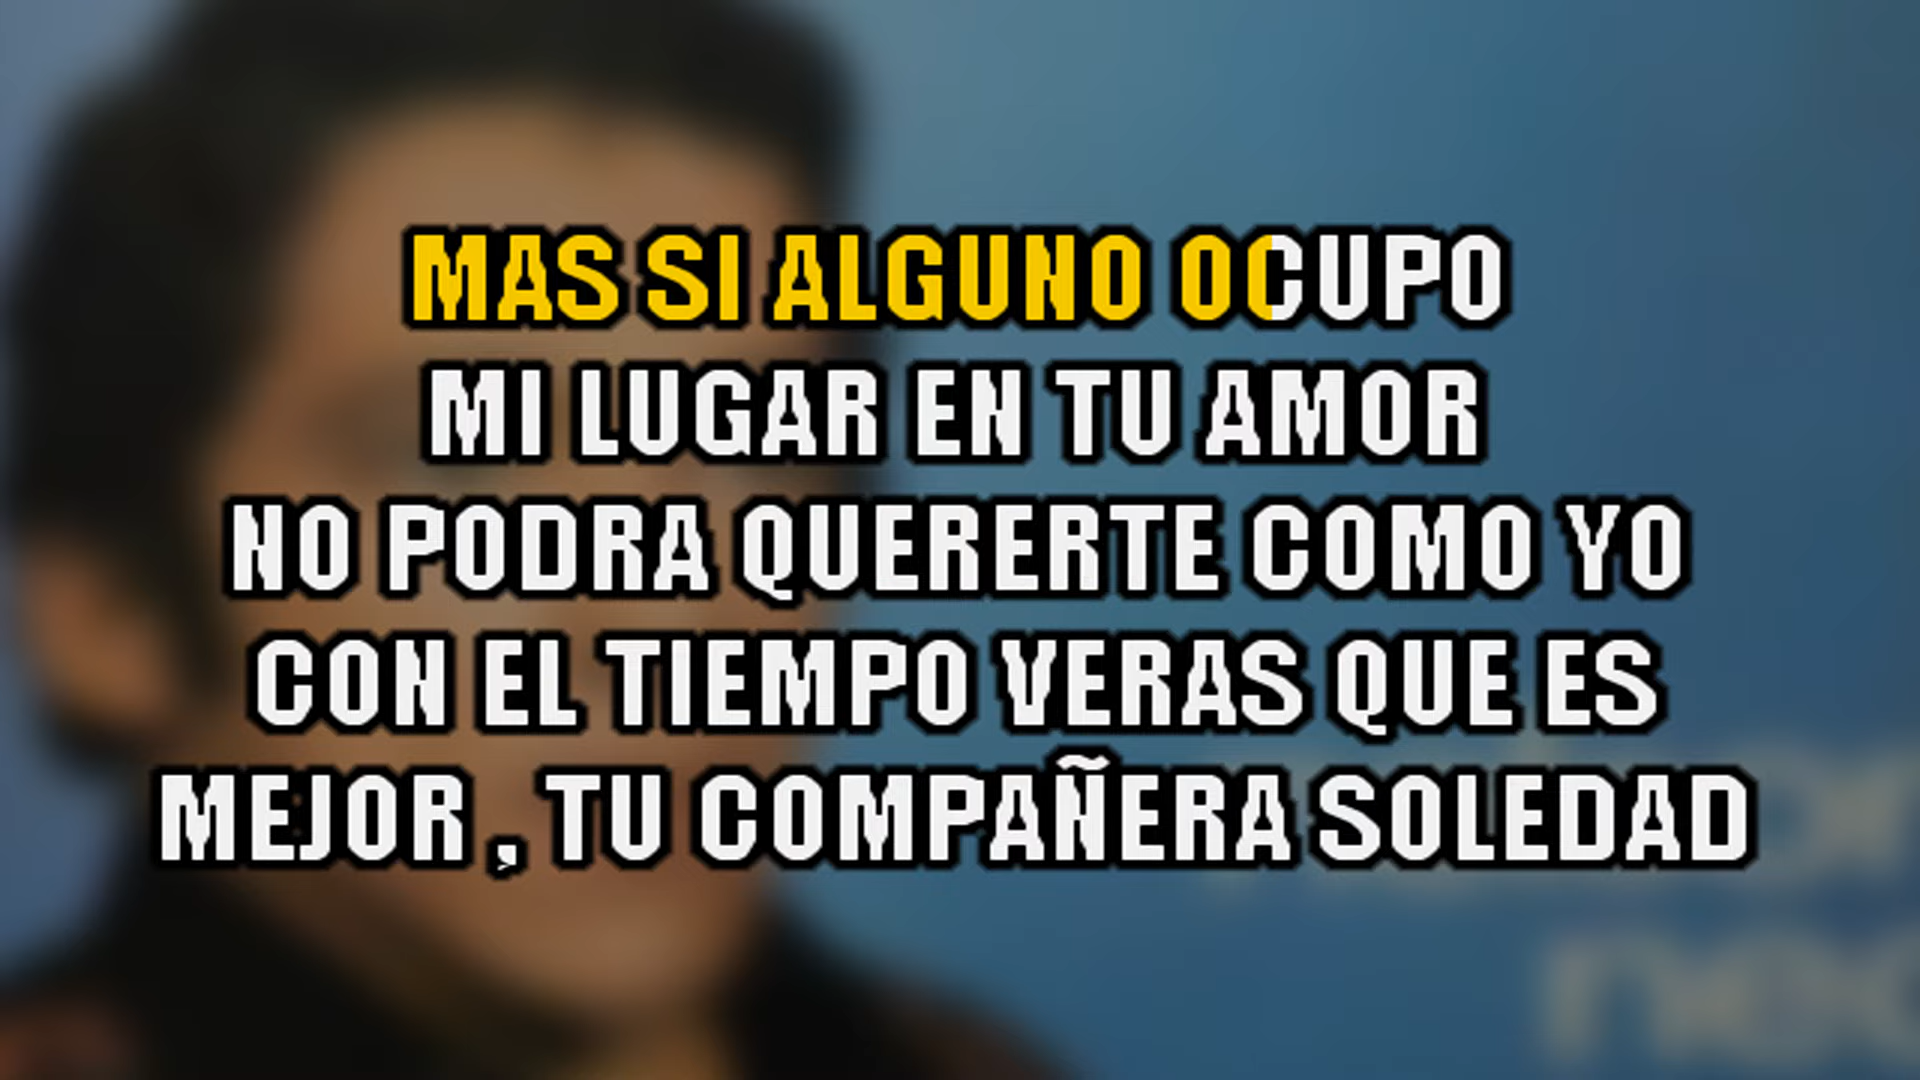 MAS SI ALGUNO OCUPO
MI LUGAR EN TU AMOR
NO PODRA QUERERTE COMO YO
CON EL TIEMPO VERAS QUE ES
MEJOR , TU COMPAÑERA SOLEDAD